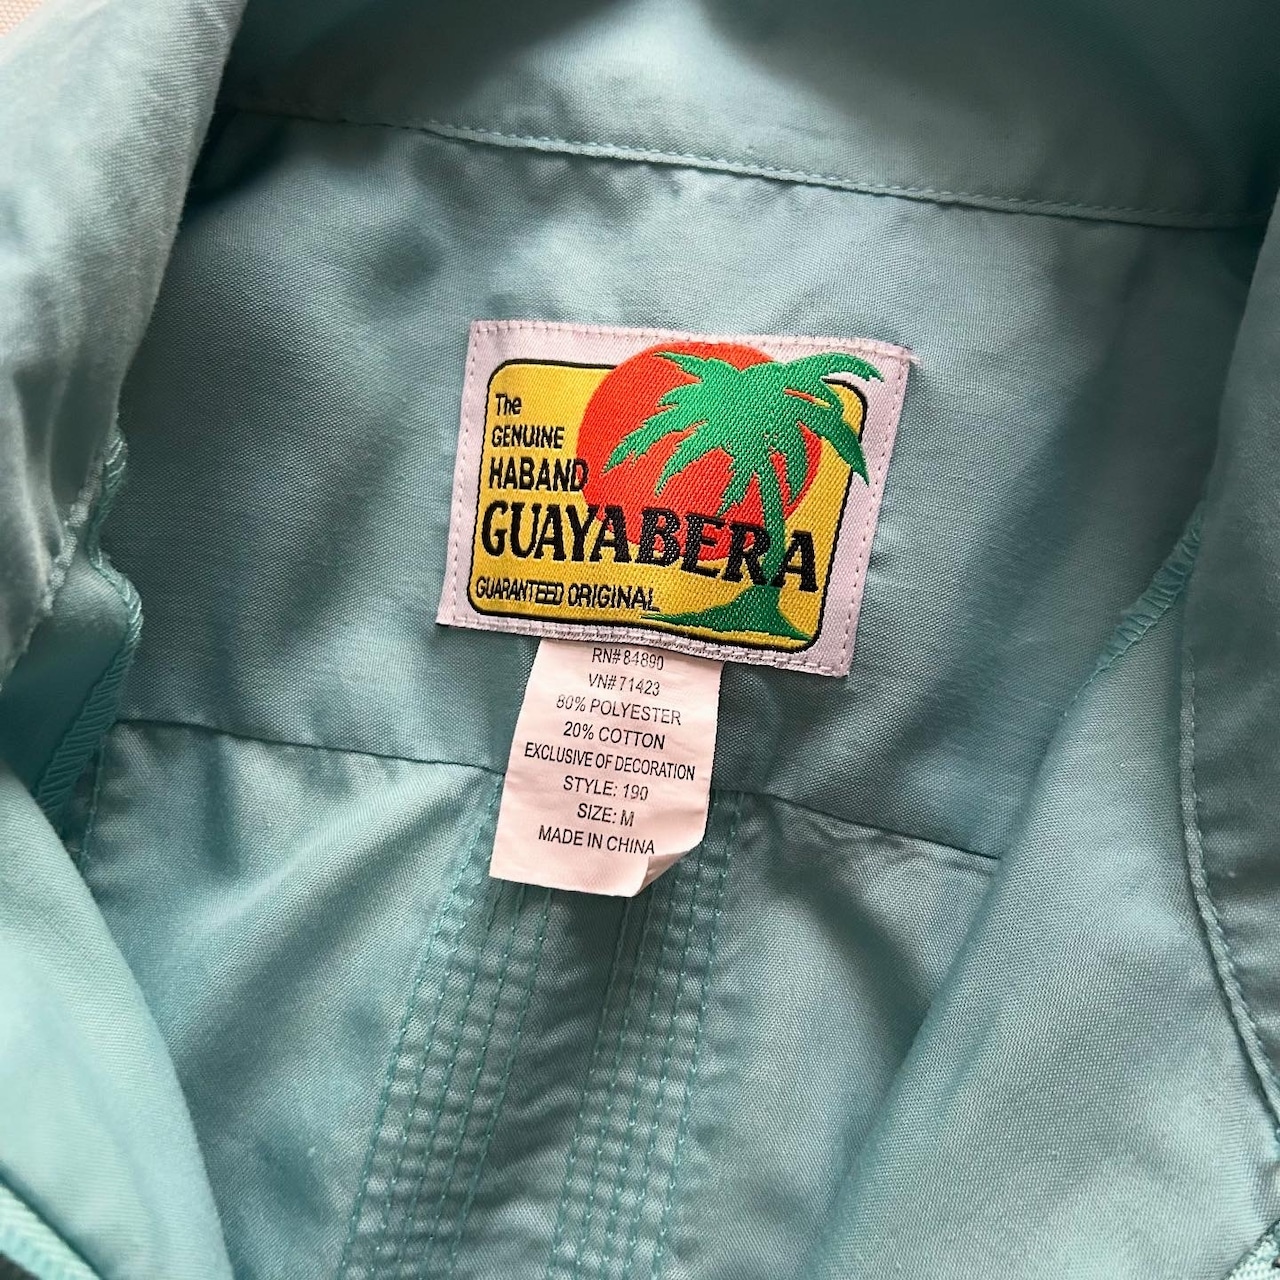 The
GENUINE
HABAND
GUAYABERA
GUARANTEED ORIGINAL
RN# 84890
VN# 71423
80% POLYESTER
20% COTTON
EXCLUSIVE OF DECORATION
STYLE: 190
SIZE: M
MADE IN CHINA